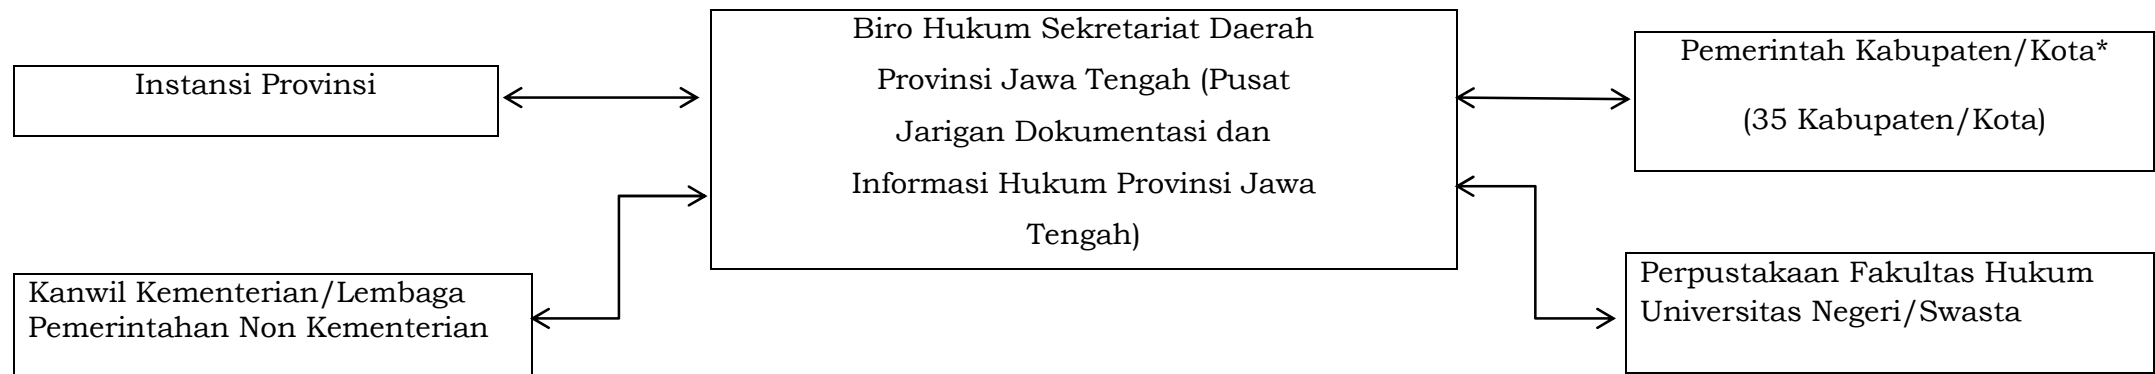 Instansi Provinsi
Kanwil Kementerian/Lembaga
Pemerintahan Non Kementerian
Biro Hukum Sekretariat Daerah
Provinsi Jawa Tengah (Pusat
Jarigan Dokumentasi dan
Informasi Hukum Provinsi Jawa
Tengah)
Pemerintah Kabupaten/Kota*
(35 Kabupaten/Kota)
Perpustakaan Fakultas Hukum
Universitas Negeri/Swasta